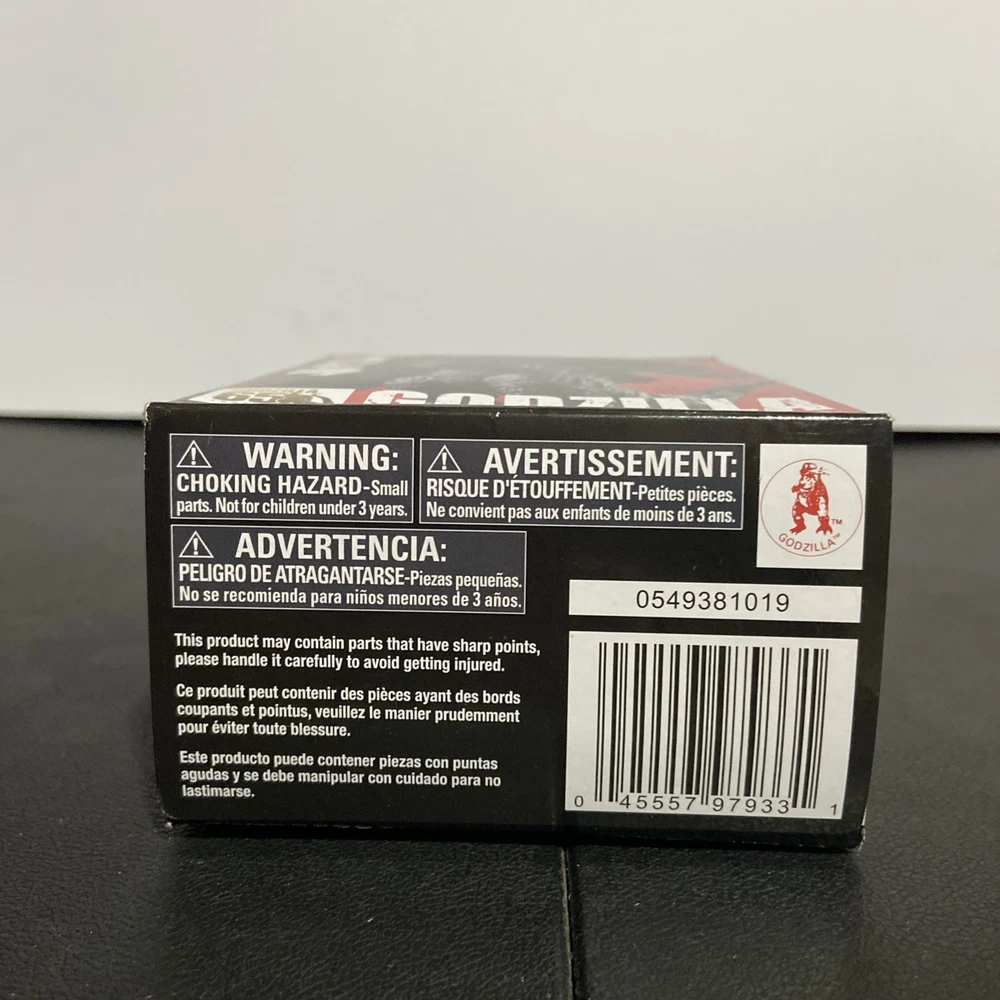 65
GODZILLA
WARNING:
CHOKING HAZARD-Small
parts. Not for children under 3 years.
AVERTISSEMENT:
RISQUE D'ÉTOUFFEMENT-Petites pièces.
Ne convient pas aux enfants de moins de 3 ans.
ADVERTENCIA:
PELIGRO DE ATRAGANTARSE-Piezas pequeñas.
No se recomienda para niños menores de 3 años.
GODZILLA™
TM
0549381019
This product may contain parts that have sharp points,
please handle it carefully to avoid getting injured.
Ce produit peut contenir des pièces ayant des bords
coupants et pointus, veuillez le manier prudemment
pour éviter toute blessure.
Este producto puede contener piezas con puntas
agudas y se debe manipular con cuidado para no
lastimarse.
0 45557 97933 1